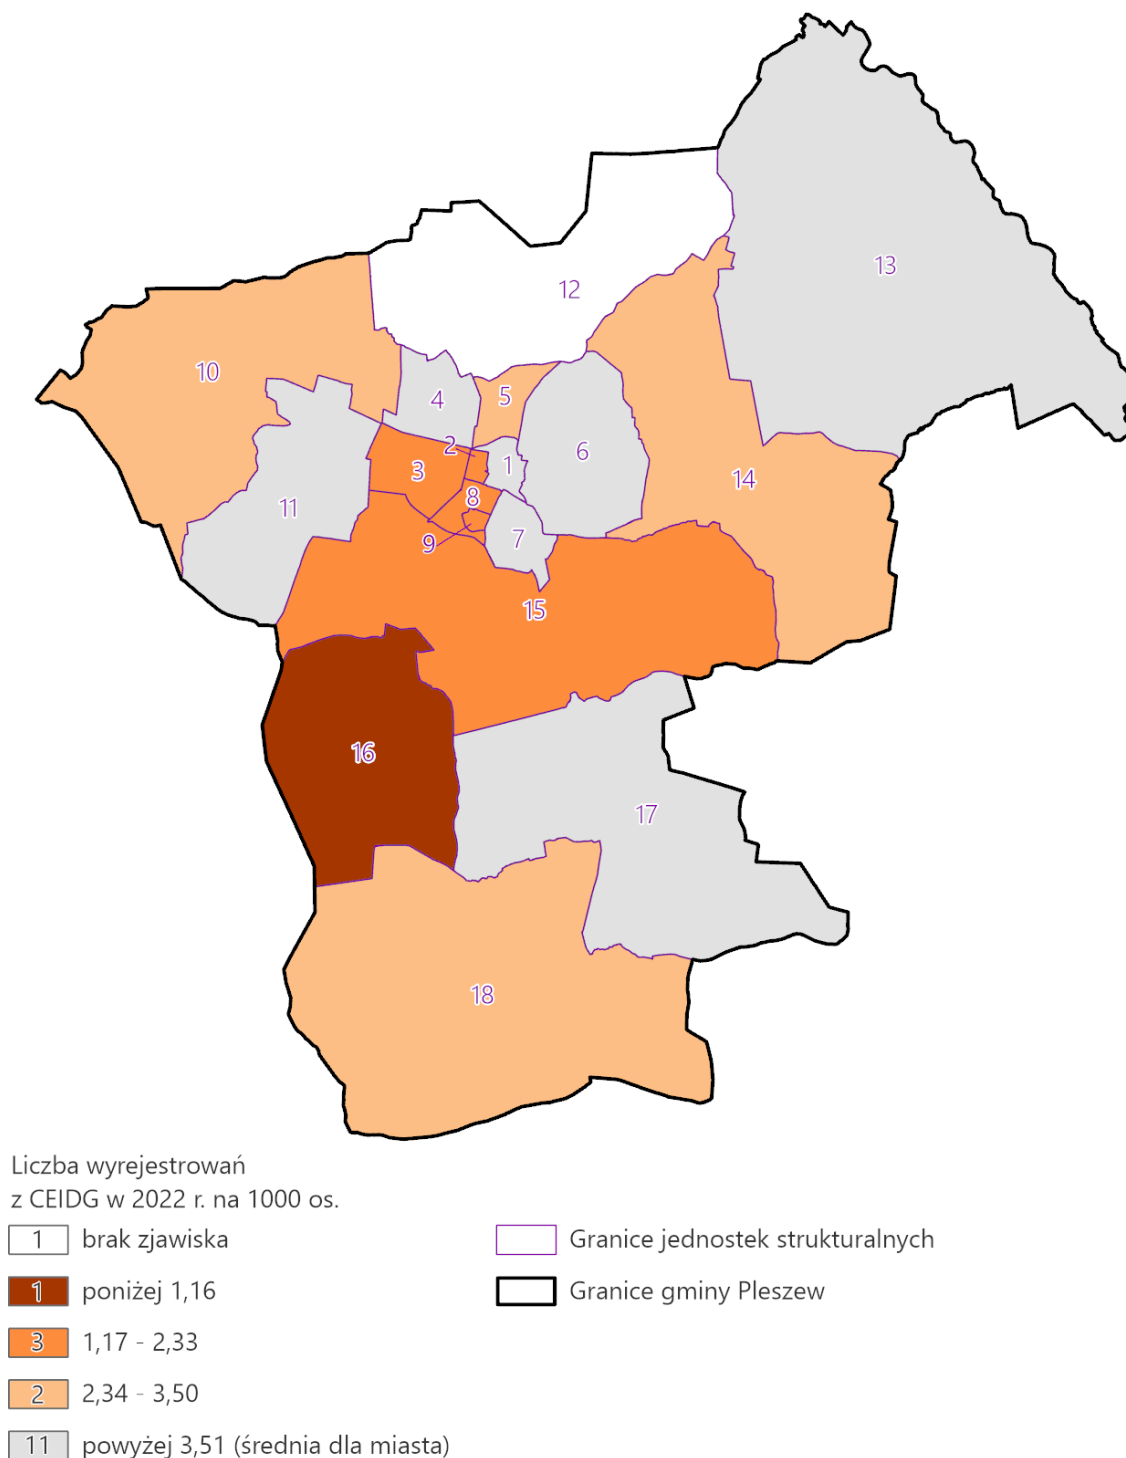 13
12
10
5
4
2
1
6
3
14
8
11
7
9
15
16
17
18
Liczba wyrejestrowań
z CEIDG w 2022 r. na 1000 os.
1 brak zjawiska
1 poniżej 1,16
3 1,17 - 2,33
2 2,34 - 3,50
11 powyżej 3,51 (średnia dla miasta)
Granice jednostek strukturalnych
Granice gminy Pleszew